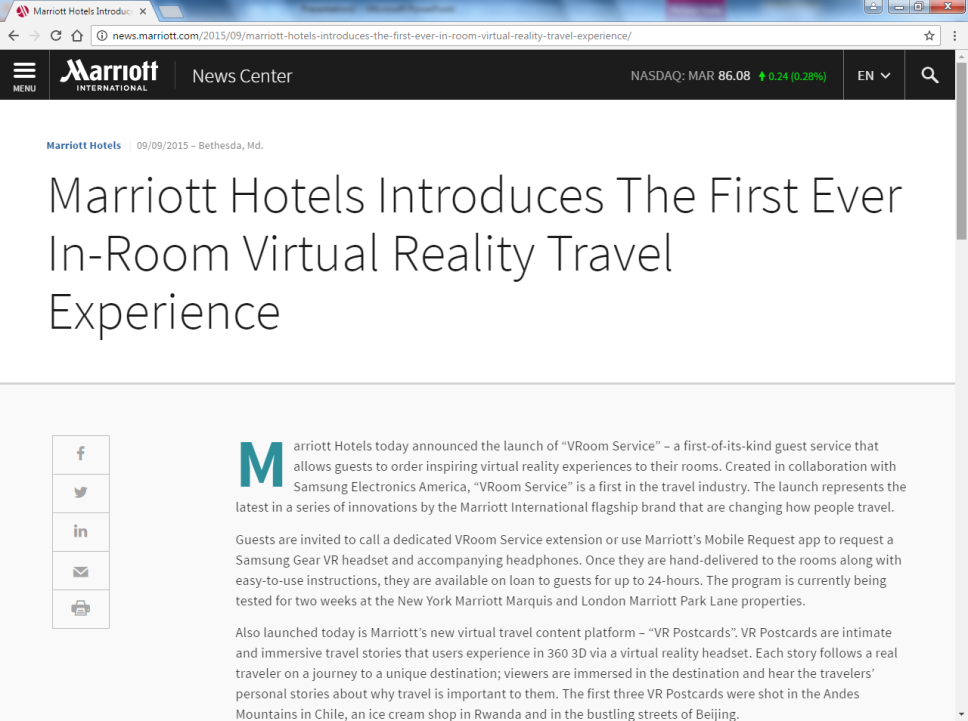 Marriott Hotels Introduc
news.marriott.com/2015/09/marriott-hotels-introduces-the-first-ever-in-room-virtual-reality-travel-experience/
MENU
Marriott
INTERNATIONAL
News Center
NASDAQ: MAR 86.08 0.24 (0.28%)
EN
Marriott Hotels 09/09/2015 – Bethesda, Md.
Marriott Hotels Introduces The First Ever
In-Room Virtual Reality Travel
Experience
Marriott Hotels today announced the launch of “VRoom Service” – a first-of-its-kind guest service that
allows guests to order inspiring virtual reality experiences to their rooms. Created in collaboration with
Samsung Electronics America, “VRoom Service” is a first in the travel industry. The launch represents the
latest in a series of innovations by the Marriott International flagship brand that are changing how people travel.
Guests are invited to call a dedicated VRoom Service extension or use Marriott’s Mobile Request app to request a
Samsung Gear VR headset and accompanying headphones. Once they are hand-delivered to the rooms along with
easy-to-use instructions, they are available on loan to guests for up to 24-hours. The program is currently being
tested for two weeks at the New York Marriott Marquis and London Marriott Park Lane properties.
Also launched today is Marriott’s new virtual travel content platform – “VR Postcards”. VR Postcards are intimate
and immersive travel stories that users experience in 360 3D via a virtual reality headset. Each story follows a real
traveler on a journey to a unique destination; viewers are immersed in the destination and hear the travelers’
personal stories about why travel is important to them. The first three VR Postcards were shot in the Andes
Mountains in Chile, an ice cream shop in Rwanda and in the bustling streets of Beijing.